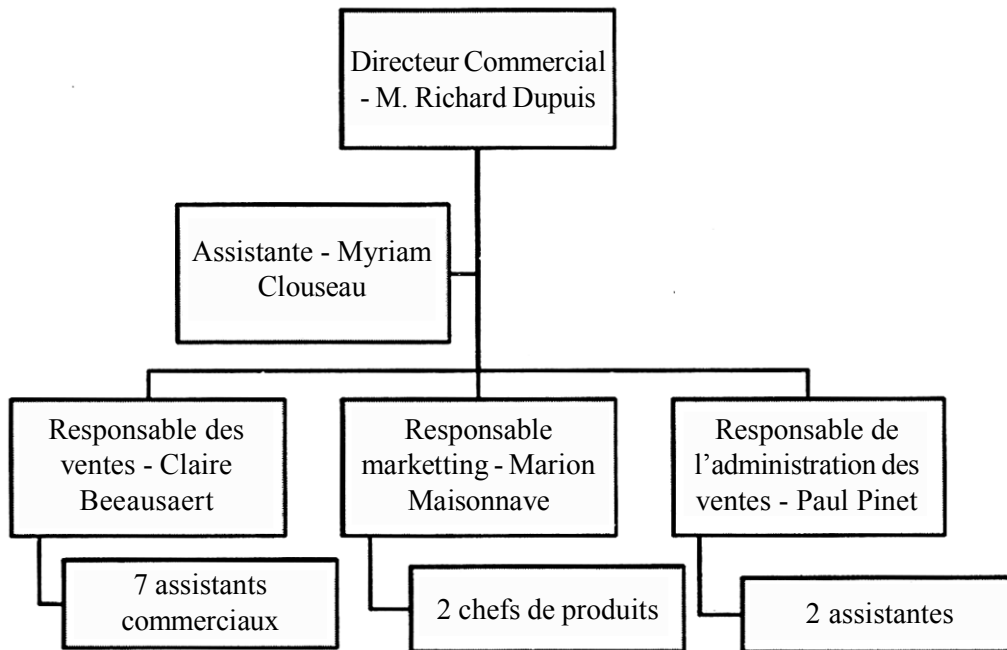 Directeur Commercial
- M. Richard Dupuis
Assistante - Myriam
Clouseau
Responsable des
ventes - Claire
Beeausaert
Responsable
marketting - Marion
Maisonnave
Responsable de
l’administration des
ventes - Paul Pinet
7 assistants
commerciaux
2 chefs de produits
2 assistantes